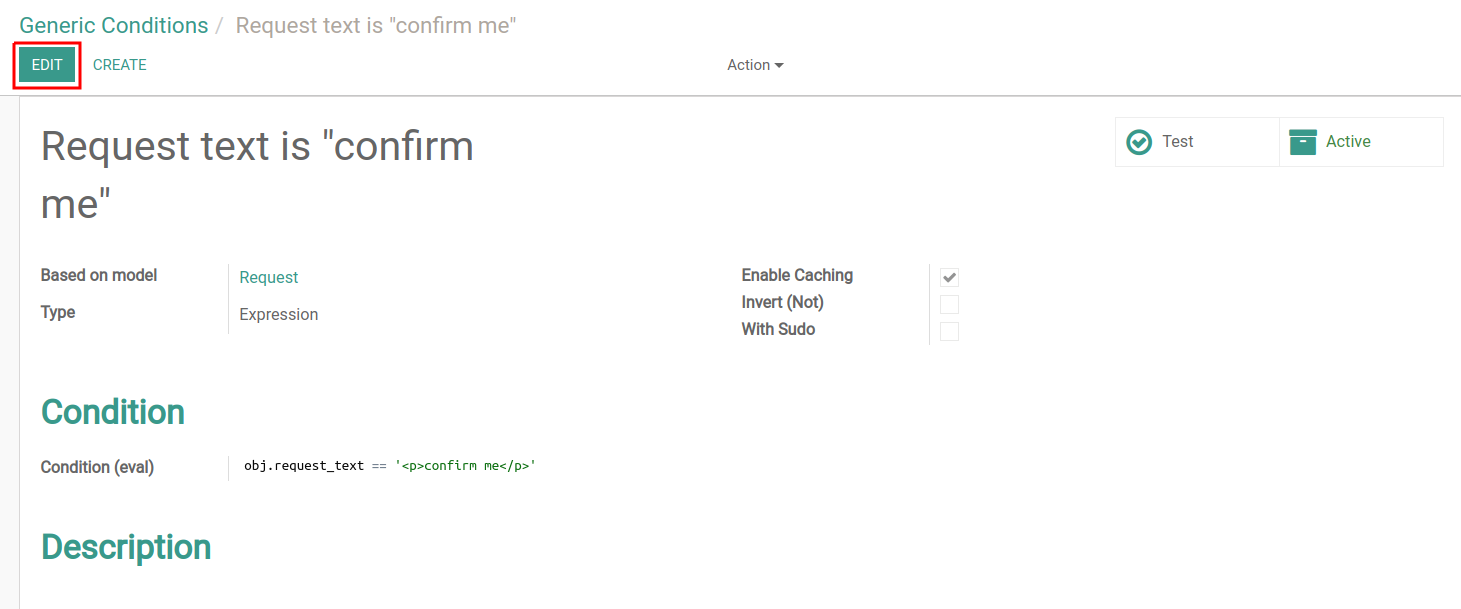 Generic Conditions / Request text is "confirm me"
EDIT CREATE Action
Request text is "confirm
me"
Test Active
Based on model Request
Type Expression
Enable Caching
Invert (Not)
With Sudo
Condition
Condition (eval) obj.request_text == '<p>confirm me</p>'
Description